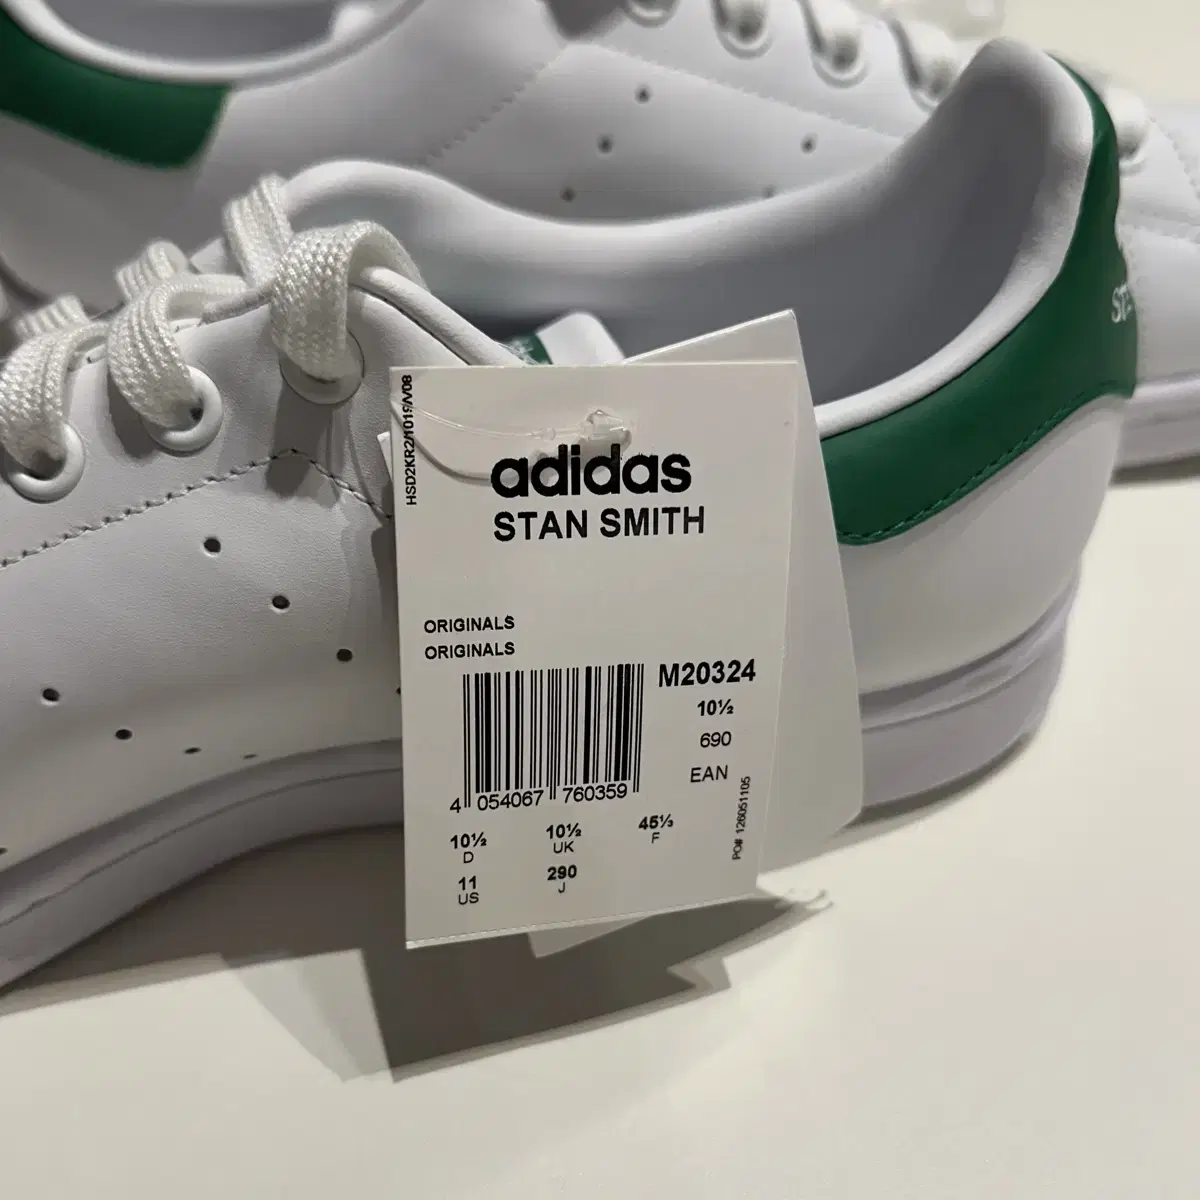 HSD2KR2/1019/V08
adidas
STAN SMITH
ORIGINALS
ORIGINALS
M20324
10½
690
EAN
4 054067 760359
10½ 10½ 45⅓
D UK F
11 290
US J
PO# 126051105